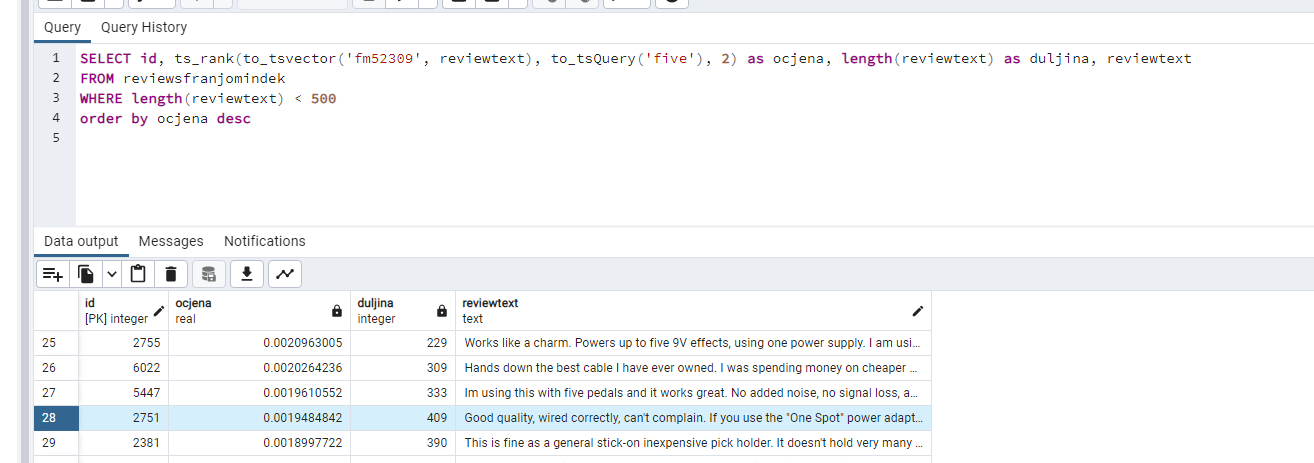 Query Query History
1 SELECT id, ts_rank(to_tsvector('fm52309', reviewtext), to_tsQuery('five'), 2) as ocjena, length(reviewtext) as duljina, reviewtext
2 FROM reviewsfranjomindek
3 WHERE length(reviewtext) < 500
4 order by ocjena desc
5
Data output Messages Notifications
id ocjena duljina reviewtext
[PK] integer real integer text
25 2755 0.0020963005 229 Works like a charm. Powers up to five 9V effects, using one power supply. I am usi...
26 6022 0.0020264236 309 Hands down the best cable I have ever owned. I was spending money on cheaper ...
27 5447 0.0019610552 333 Im using this with five pedals and it works great. No added noise, no signal loss, a...
28 2751 0.0019484842 409 Good quality, wired correctly, can't complain. If you use the "One Spot" power adapt...
29 2381 0.0018997722 390 This is fine as a general stick-on inexpensive pick holder. It doesn't hold very many ...